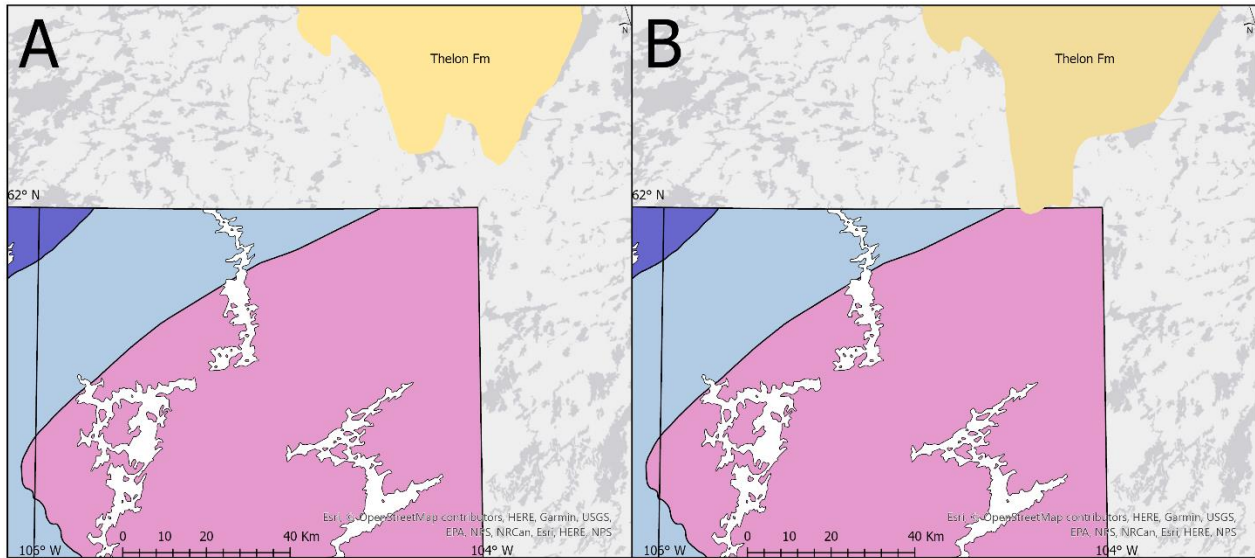 A
N
Thelon Fm
62° N
Esri, © OpenStreetMap contributors, HERE, Garmin, USGS,
EPA, NPS, NRCan, Esri, HERE, NPS
0 10 20 40 Km
105° W
104° W
B
N
Thelon Fm
62° N
Esri, © OpenStreetMap contributors, HERE, Garmin, USGS,
EPA, NPS, NRCan, Esri, HERE, NPS
0 10 20 40 Km
105° W
104° W